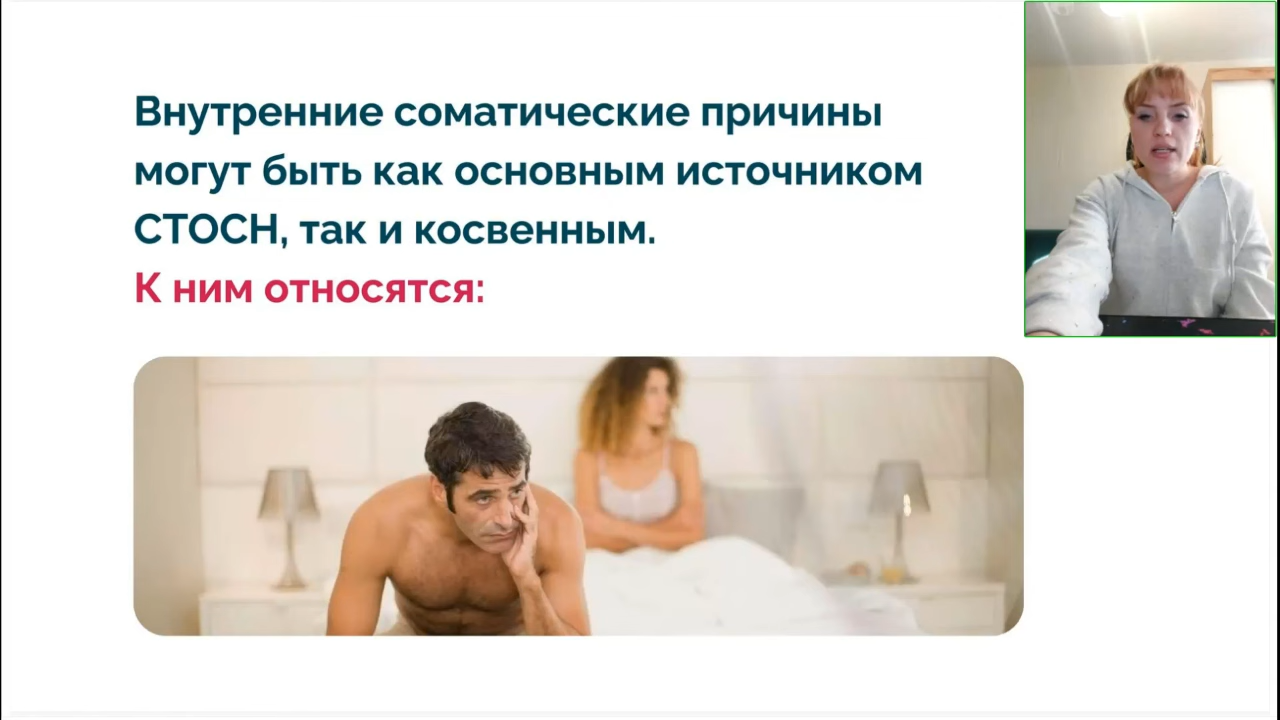 Внутренние соматические причины
могут быть как основным источником
СТОСН, так и косвенным.
К ним относятся: